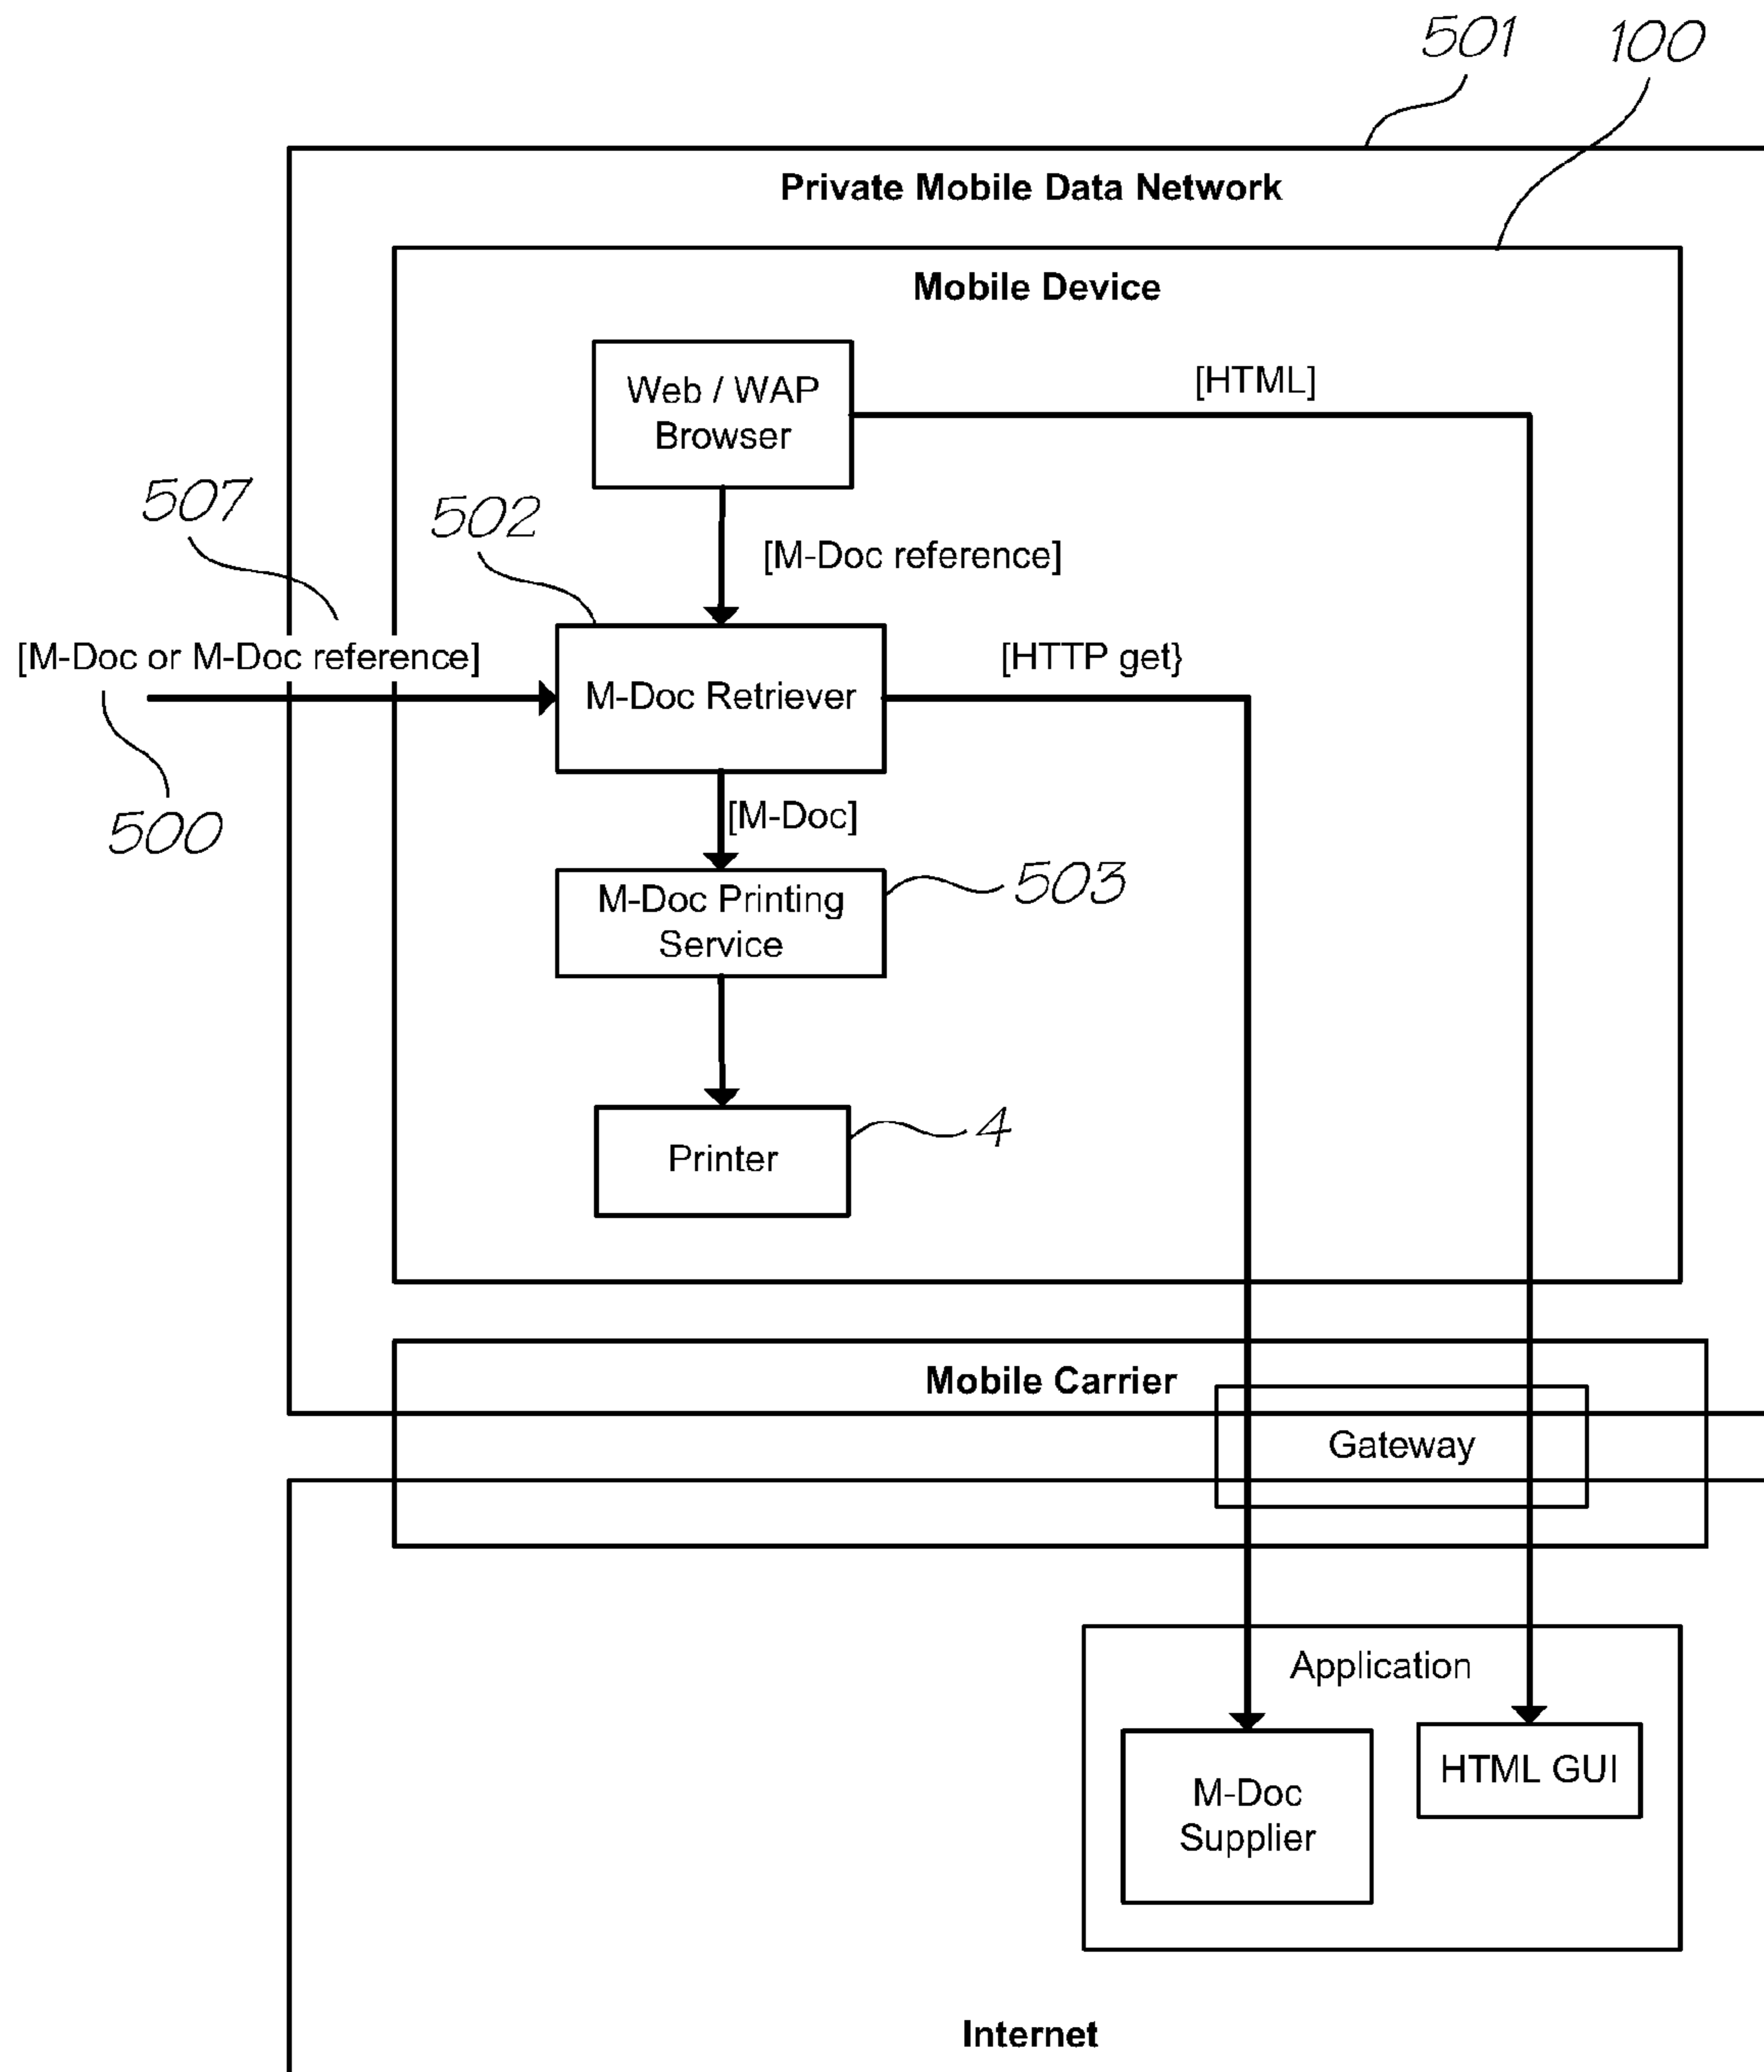 501
100
Private Mobile Data Network
Mobile Device
Web / WAP
Browser
[HTML]
507
502
[M-Doc reference]
[M-Doc or M-Doc reference]
M-Doc Retriever
[HTTP get}
500
[M-Doc]
M-Doc Printing
Service
503
Printer
4
Mobile Carrier
Gateway
Application
M-Doc
Supplier
HTML GUI
Internet